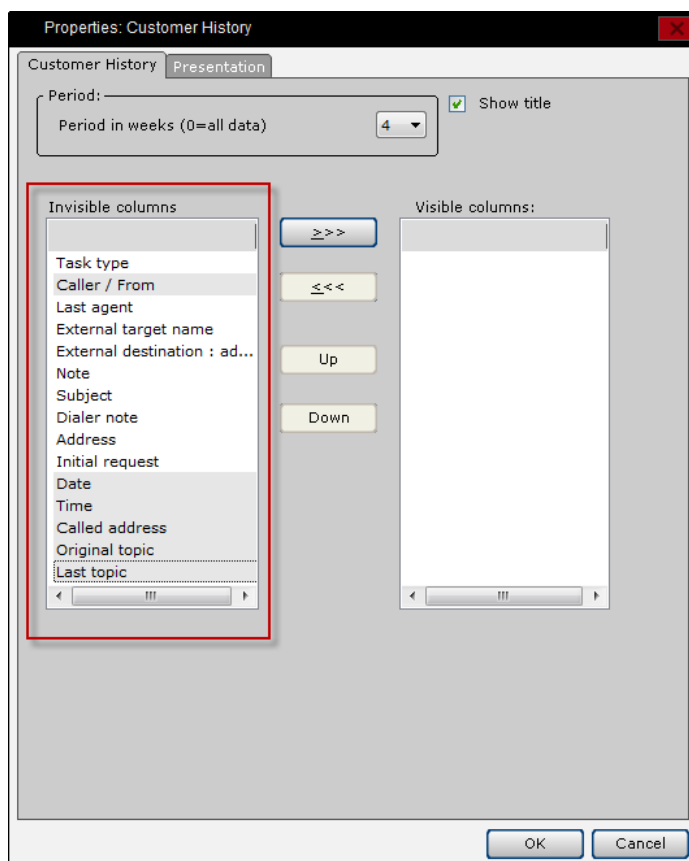 Properties: Customer History
Customer History Presentation
Period:
Period in weeks (0=all data) 4
Show title
Invisible columns
Task type
Caller / From
Last agent
External target name
External destination : ad...
Note
Subject
Dialer note
Address
Initial request
Date
Time
Called address
Original topic
Last topic
>>>
<<<
Up
Down
Visible columns:
OK Cancel